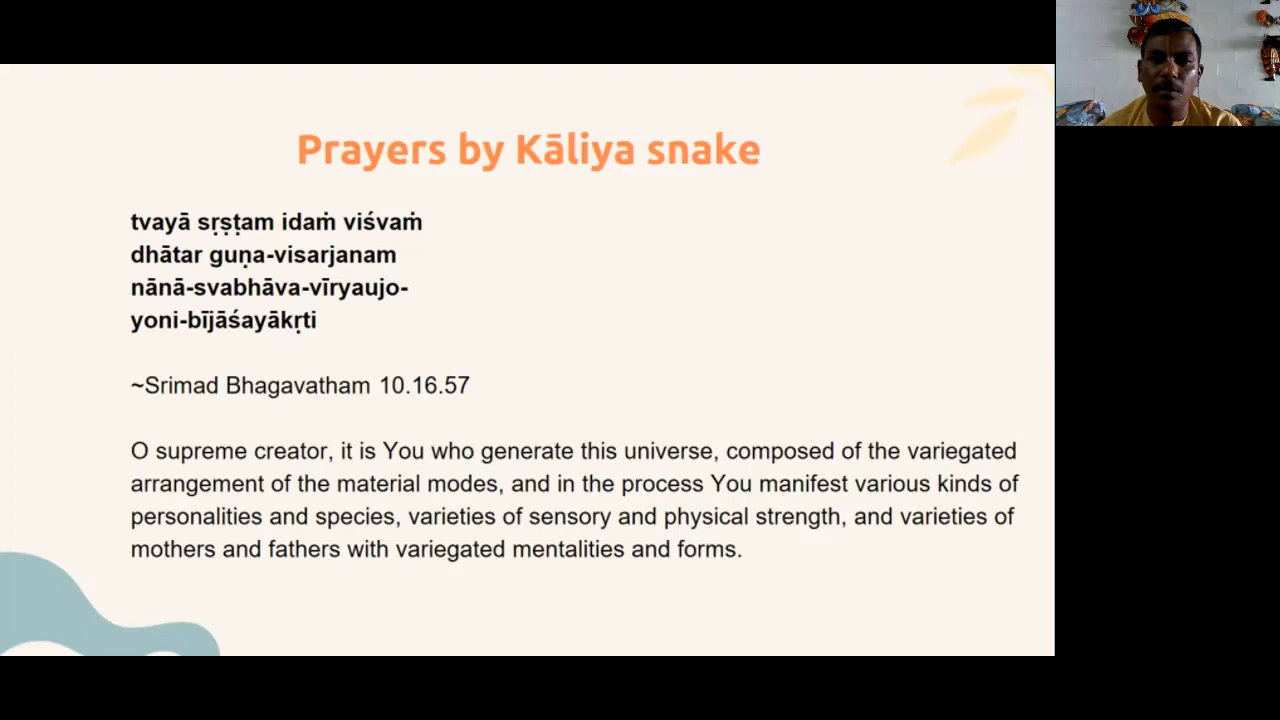 Prayers by Kāliya snake
tvayā sṛṣṭam idaṁ viśvaṁ
dhātar guṇa-visarjanam
nānā-svabhāva-vīryaujo-
yoni-bījāśayākṛti
~Srimad Bhagavatham 10.16.57
O supreme creator, it is You who generate this universe, composed of the variegated
arrangement of the material modes, and in the process You manifest various kinds of
personalities and species, varieties of sensory and physical strength, and varieties of
mothers and fathers with variegated mentalities and forms.